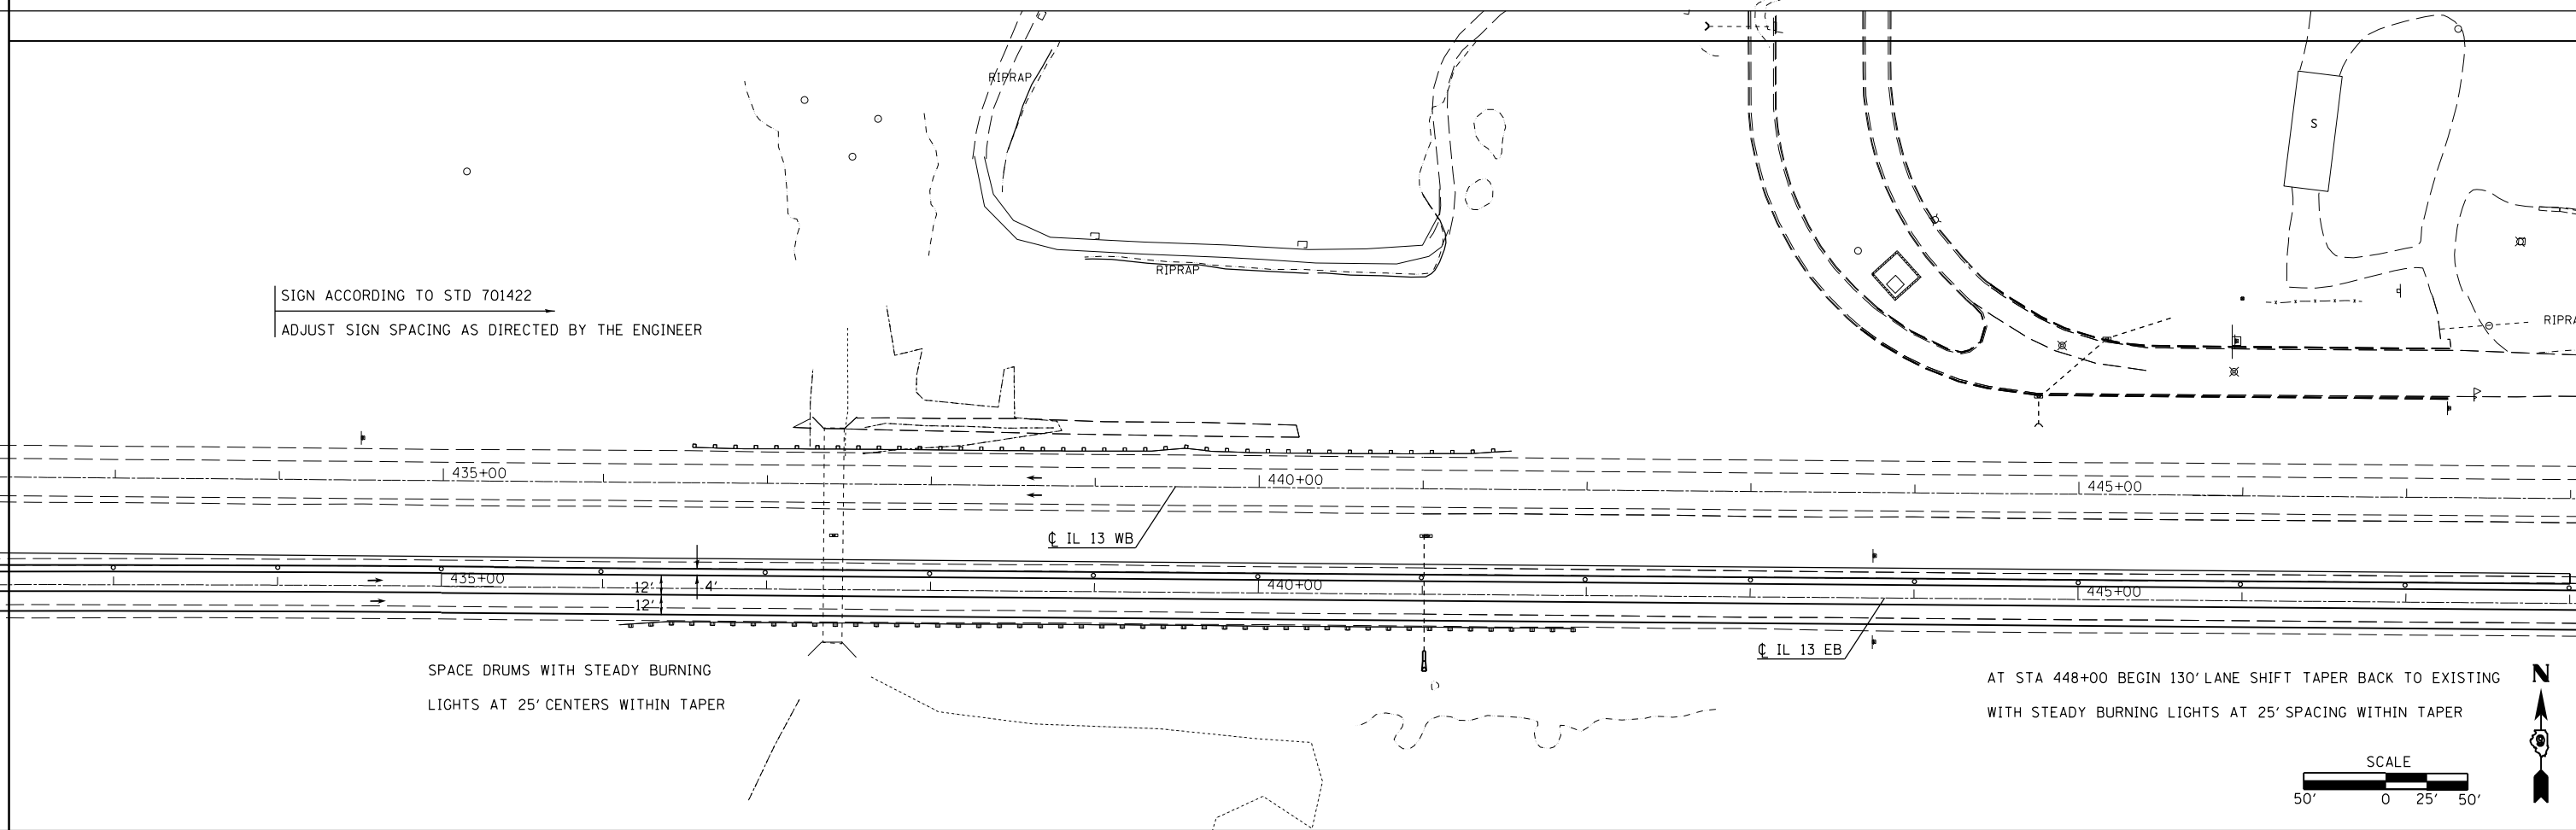 RIPRAP
S
RIPRAP
SIGN ACCORDING TO STD 701422
ADJUST SIGN SPACING AS DIRECTED BY THE ENGINEER
RIPRA
435+00
440+00
445+00
℄ IL 13 WB
435+00
440+00
445+00
12'
4'
12'
℄ IL 13 EB
SPACE DRUMS WITH STEADY BURNING
LIGHTS AT 25' CENTERS WITHIN TAPER
AT STA 448+00 BEGIN 130' LANE SHIFT TAPER BACK TO EXISTING
WITH STEADY BURNING LIGHTS AT 25' SPACING WITHIN TAPER
N
SCALE
50' 0 25' 50'